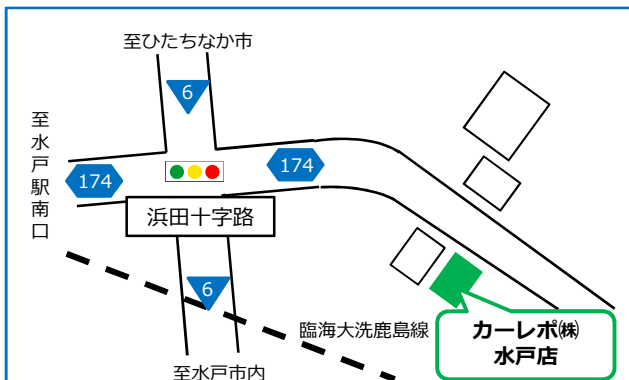 至ひたちなか市
6
至水戸駅南口
174
174
浜田十字路
6
臨海大洗鹿島線
カーレポ㈱
水戸店
至水戸市内